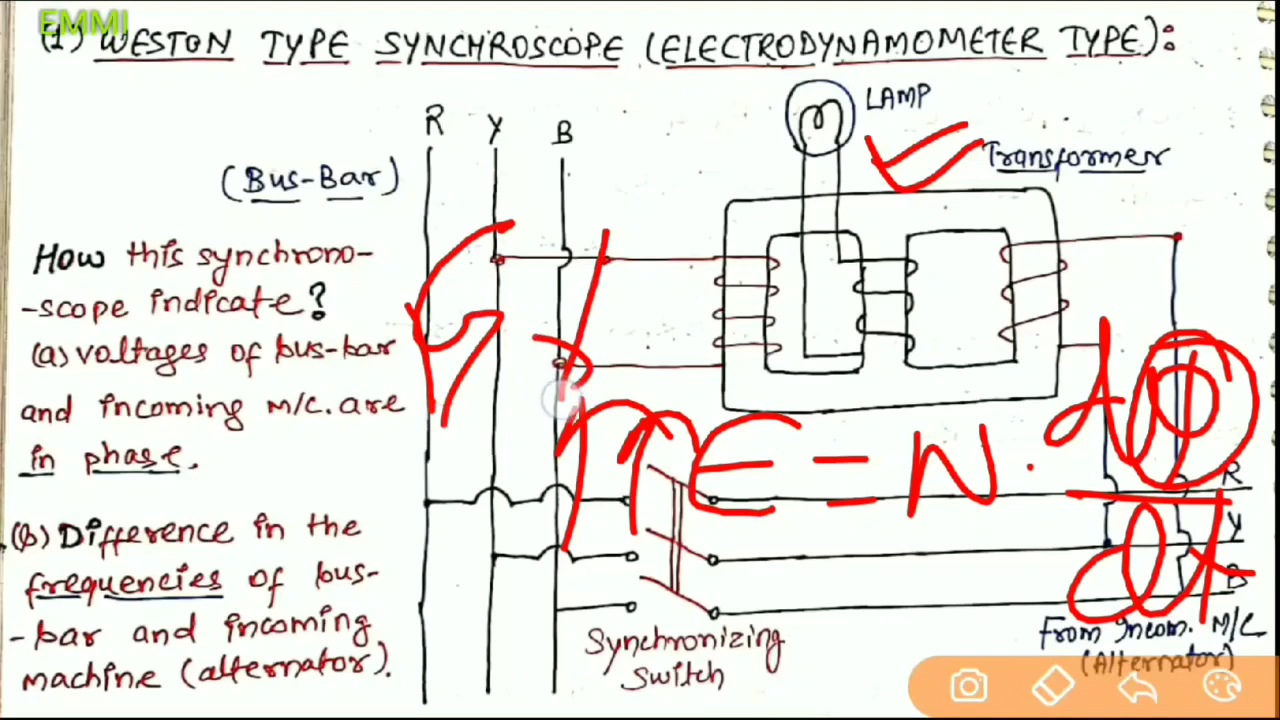 EMMI
(1) WESTON TYPE SYNCHROSCOPE (ELECTRODYNAMOMETER TYPE):
LAMP
Transformer
R Y B
(Bus-Bar)
How this synchrono-
-scope indicate?
(a) voltages of bus-bar
and incoming M/C. are
in phase.
(b) Difference in the
frequencies of bus-
-bar and incoming
machine (alternator).
E = N. dϕ
dt
R
Y
B
Synchronizing
Switch
From Incom. M/C
(Alternator)